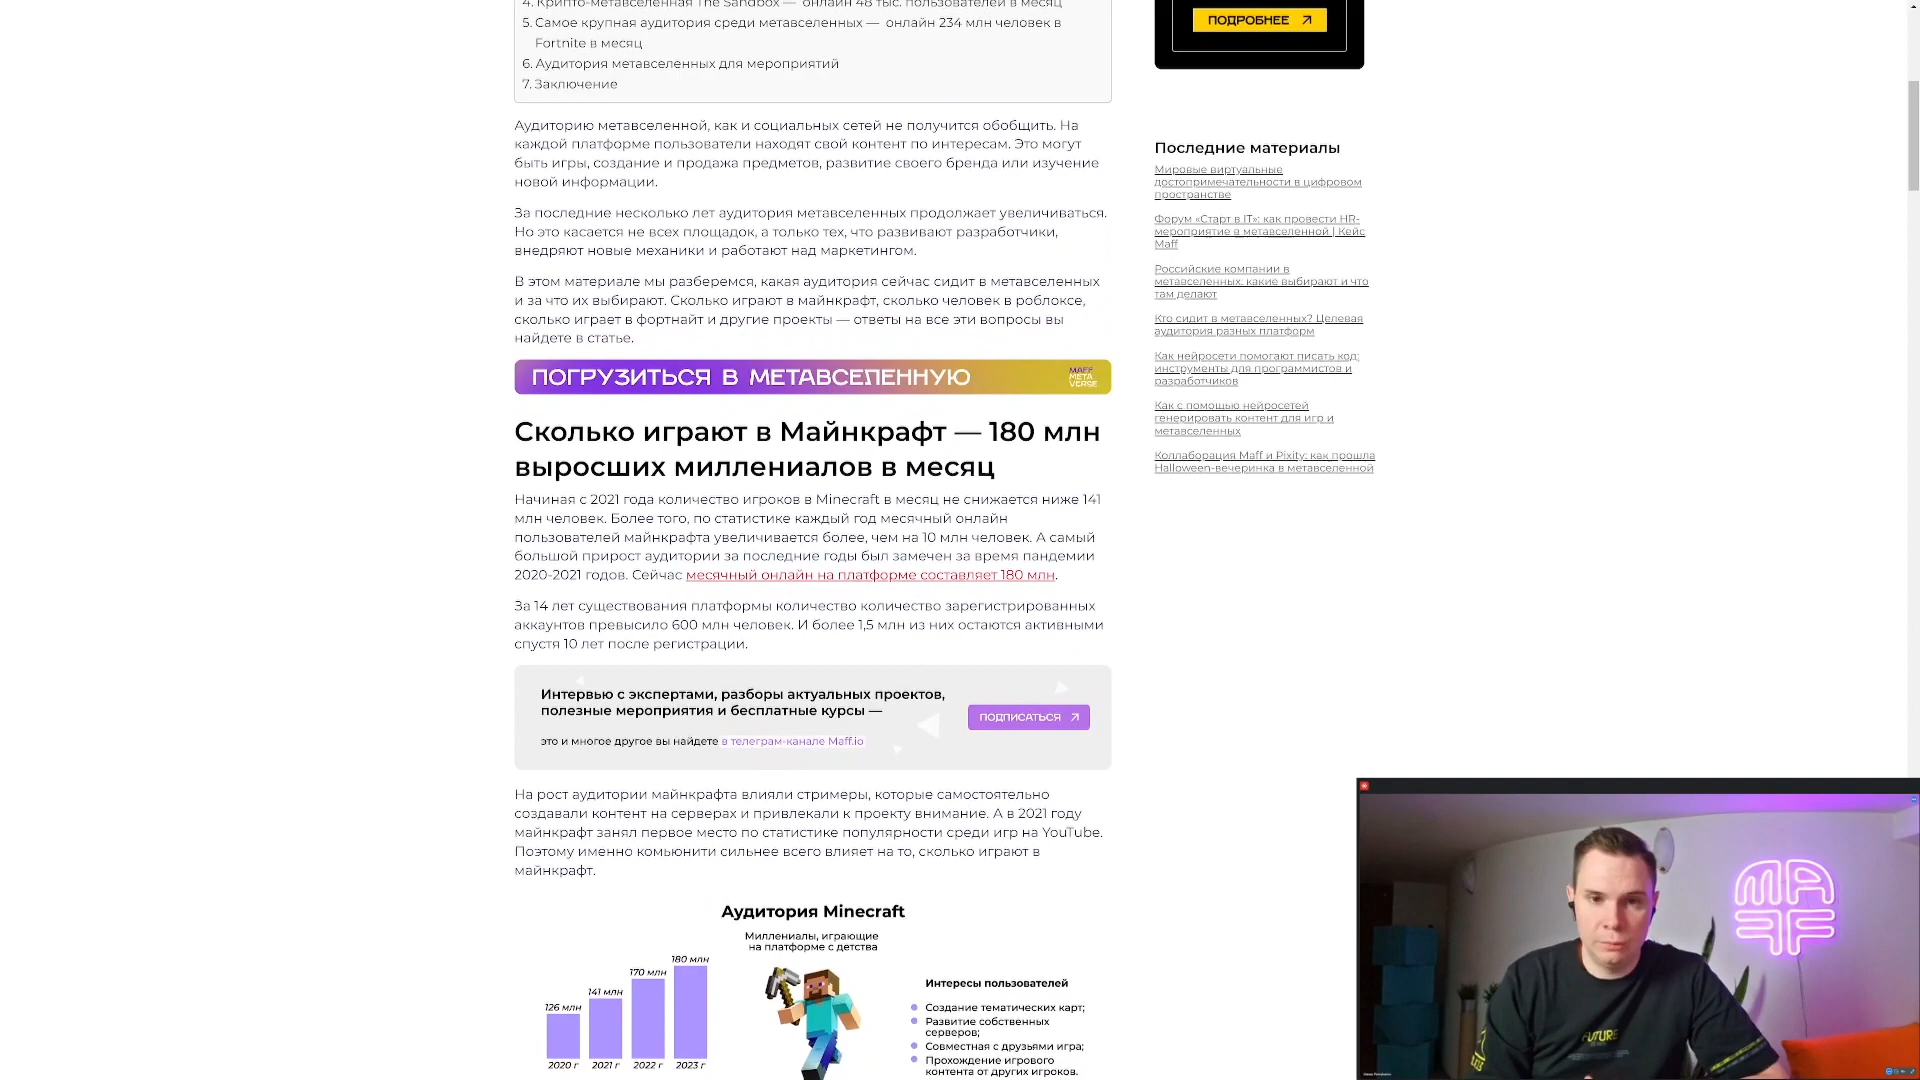 4. Крипто-метавселенная The Sandbox — онлайн 48 тыс. пользователей в месяц
5. Самое крупная аудитория среди метавселенных — онлайн 234 млн человек в
Fortnite в месяц
6. Аудитория метавселенных для мероприятий
7. Заключение
Аудиторию метавселенной, как и социальных сетей не получится обобщить. На
каждой платформе пользователи находят свой контент по интересам. Это могут
быть игры, создание и продажа предметов, развитие своего бренда или изучение
новой информации.
За последние несколько лет аудитория метавселенных продолжает увеличиваться.
Но это касается не всех площадок, а только тех, что развивают разработчики,
внедряют новые механики и работают над маркетингом.
В этом материале мы разберемся, какая аудитория сейчас сидит в метавселенных
и за что их выбирают. Сколько играют в майнкрафт, сколько человек в роблоксе,
сколько играет в фортнайт и другие проекты — ответы на все эти вопросы вы
найдете в статье.
ПОГРУЗИТЬСЯ В МЕТАВСЕЛЕННУЮ
MAFF
META
VERSE
Сколько играют в Майнкрафт — 180 млн
выросших миллениалов в месяц
Начиная с 2021 года количество игроков в Minecraft в месяц не снижается ниже 141
млн человек. Более того, по статистике каждый год месячный онлайн
пользователей майнкрафта увеличивается более, чем на 10 млн человек. А самый
большой прирост аудитории за последние годы был замечен за время пандемии
2020-2021 годов. Сейчас месячный онлайн на платформе составляет 180 млн.
За 14 лет существования платформы количество количество зарегистрированных
аккаунтов превысило 600 млн человек. И более 1,5 млн из них остаются активными
спустя 10 лет после регистрации.
Интервью с экспертами, разборы актуальных проектов,
полезные мероприятия и бесплатные курсы —
это и многое другое вы найдете в телеграм-канале Maff.io
ПОДПИСАТЬСЯ
На рост аудитории майнкрафта влияли стримеры, которые самостоятельно
создавали контент на серверах и привлекали к проекту внимание. А в 2021 году
майнкрафт занял первое место по статистике популярности среди игр на YouTube.
Поэтому именно комьюнити сильнее всего влияет на то, сколько играют в
майнкрафт.
Аудитория Minecraft
Миллениалы, играющие
на платформе с детства
126 млн
141 млн
170 млн
180 млн
2020 г
2021 г
2022 г
2023 г
Интересы пользователей
Создание тематических карт;
Развитие собственных
серверов;
Совместная с друзьями игра;
Прохождение игрового
контента от других игроков.
ПОДРОБНЕЕ
Последние материалы
Мировые виртуальные
достопримечательности в цифровом
пространстве
Форум «Старт в IT»: как провести HR-
мероприятие в метавселенной | Кейс
Maff
Российские компании в
метавселенных: какие выбирают и что
там делают
Кто сидит в метавселенных? Целевая
аудитория разных платформ
Как нейросети помогают писать код:
инструменты для программистов и
разработчиков
Как с помощью нейросетей
генерировать контент для игр и
метавселенных
Коллаборация Maff и Pixity: как прошла
Halloween-вечеринка в метавселенной
MAFF
FUTURE